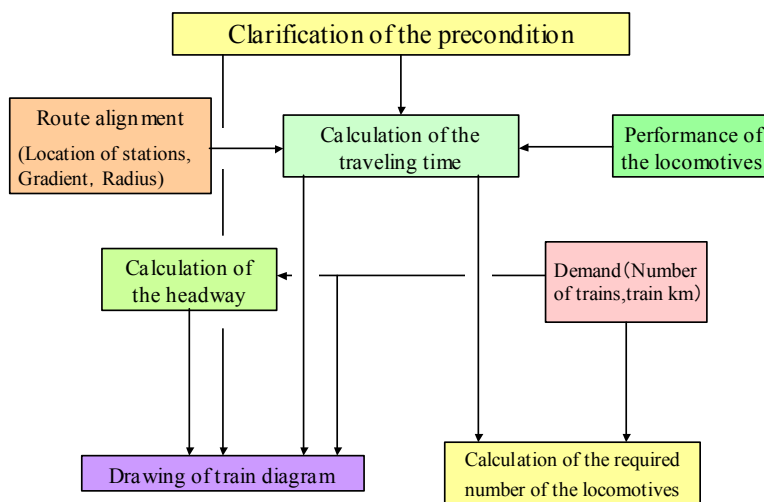 Clarification of the precondition
Route alignment
(Location of stations,
Gradient, Radius)
Calculation of the
traveling time
Performance of
the locomotives
Calculation of
the headway
Demand(Number
of trains,train km)
Drawing of train diagram
Calculation of the required
number of the locomotives